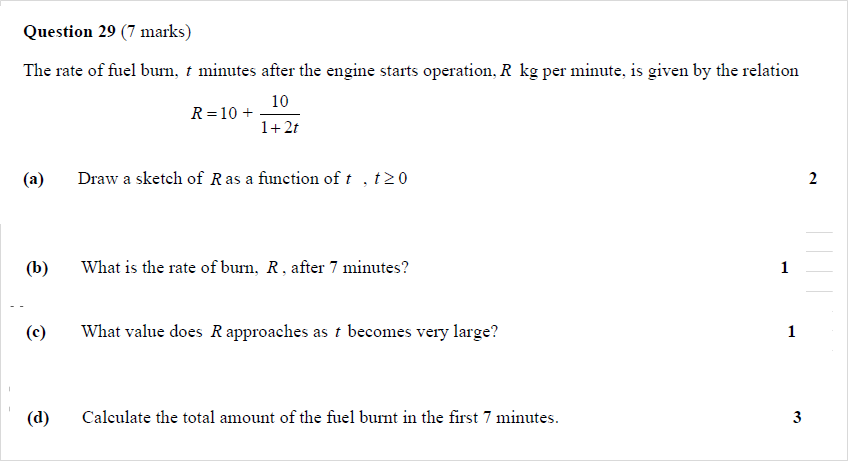 Question 29 (7 marks)
The rate of fuel burn, t minutes after the engine starts operation, R kg per minute, is given by the relation
R = 10 + 10/(1+2t)
(a) Draw a sketch of R as a function of t , t ≥ 0 2
(b) What is the rate of burn, R, after 7 minutes? 1
(c) What value does R approaches as t becomes very large? 1
(d) Calculate the total amount of the fuel burnt in the first 7 minutes. 3